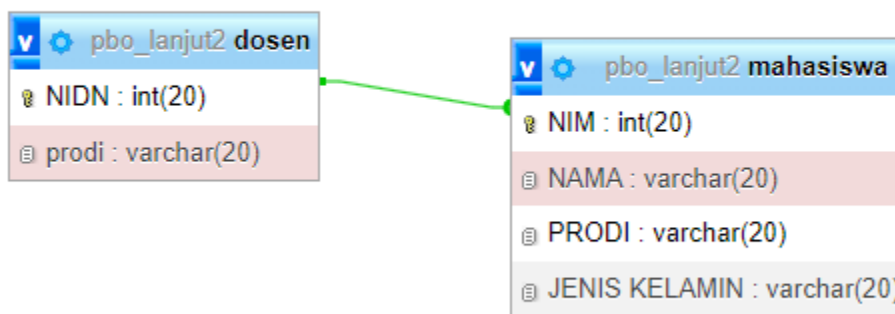 v pbo_lanjut2 dosen
NIDN : int(20)
prodi : varchar(20)
v pbo_lanjut2 mahasiswa
NIM : int(20)
NAMA : varchar(20)
PRODI : varchar(20)
JENIS KELAMIN : varchar(20)